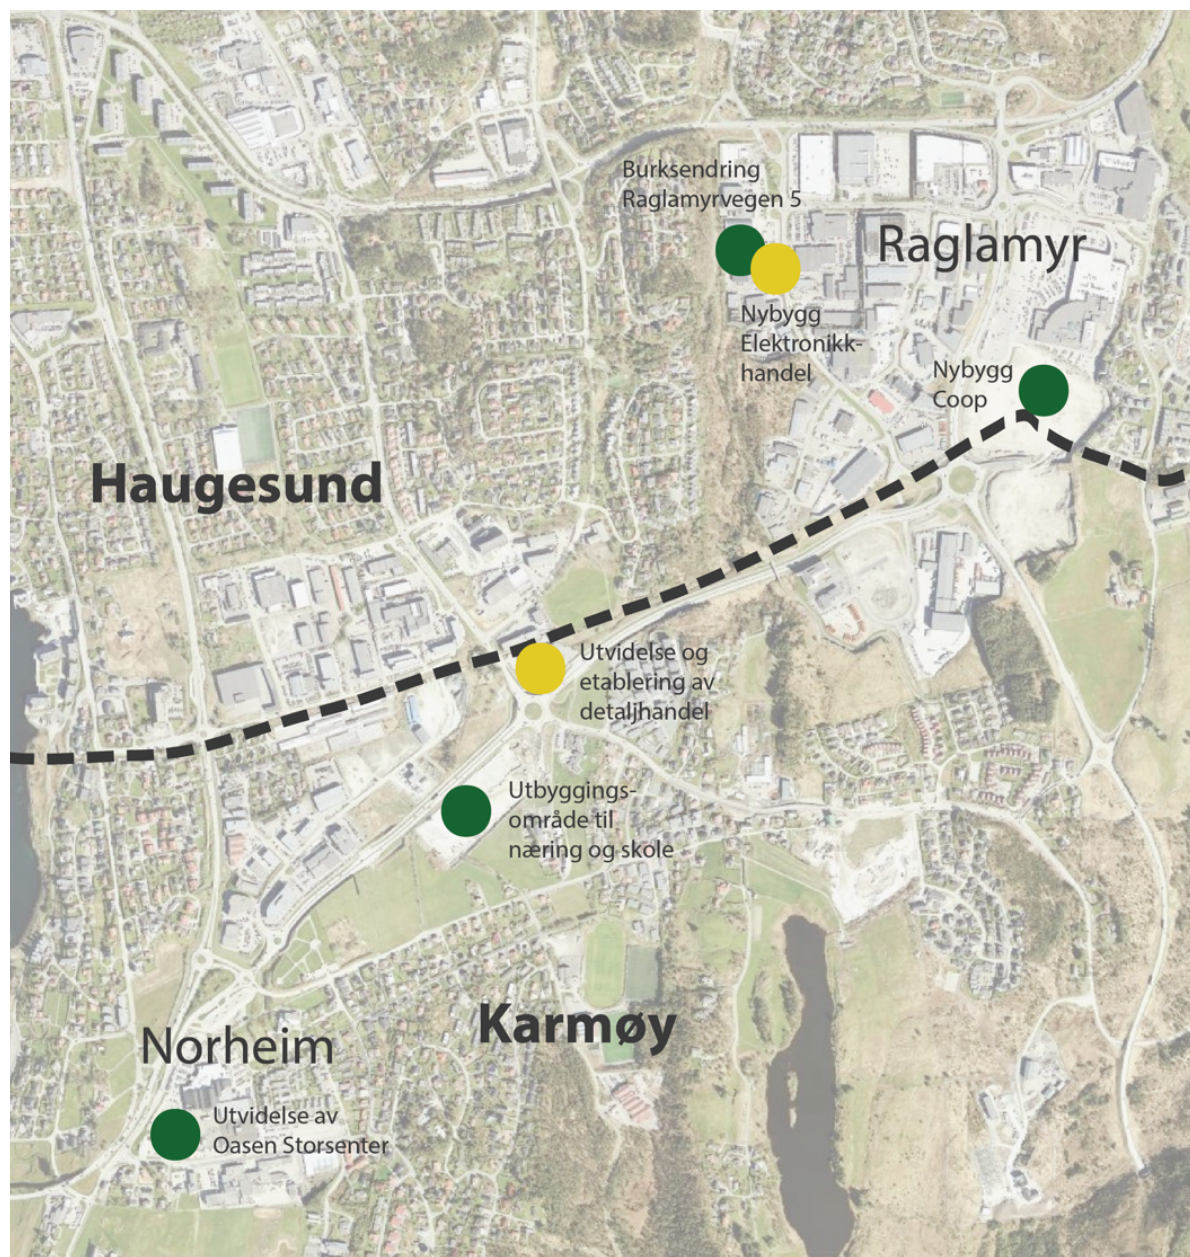 Burksendring
Raglamyrvegen 5
Raglamyr
Nybygg
Elektronikk-
handel
Nybygg
Coop
Haugesund
Utvidelse og
etablering av
detaljhandel
Utbyggings-
område til
næring og skole
Karmøy
Norheim
Utvidelse av
Oasen Storsenter